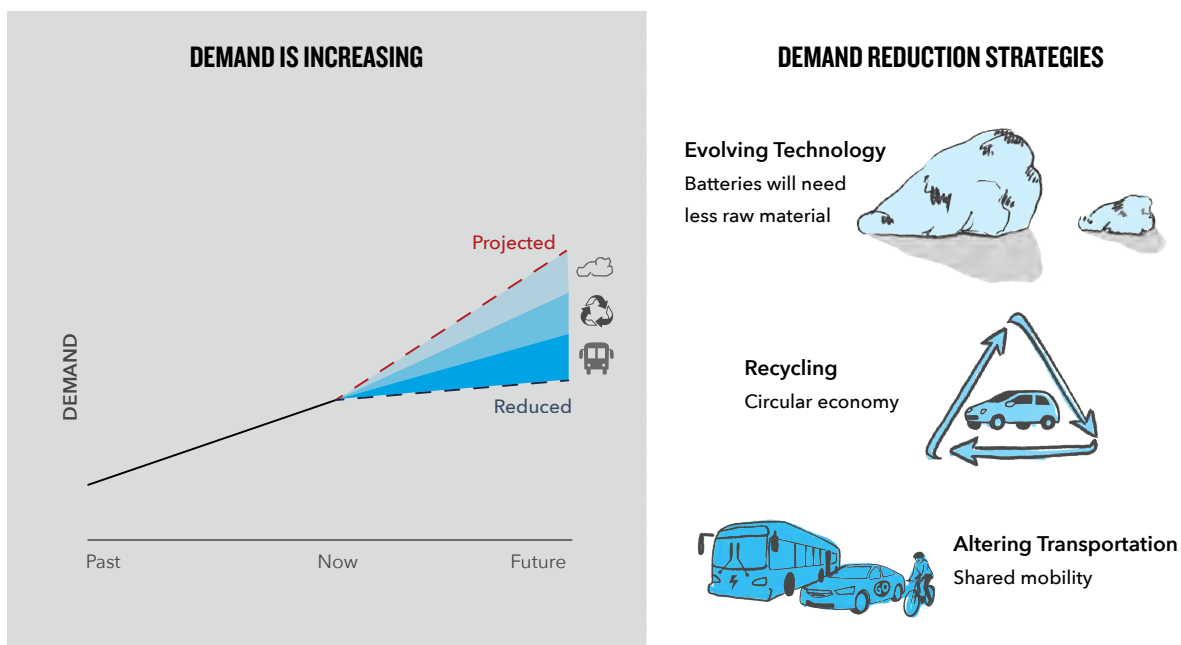 DEMAND IS INCREASING
Projected
DEMAND
Reduced
Past
Now
Future
DEMAND REDUCTION STRATEGIES
Evolving Technology
Batteries will need
less raw material
Recycling
Circular economy
GO
Altering Transportation
Shared mobility